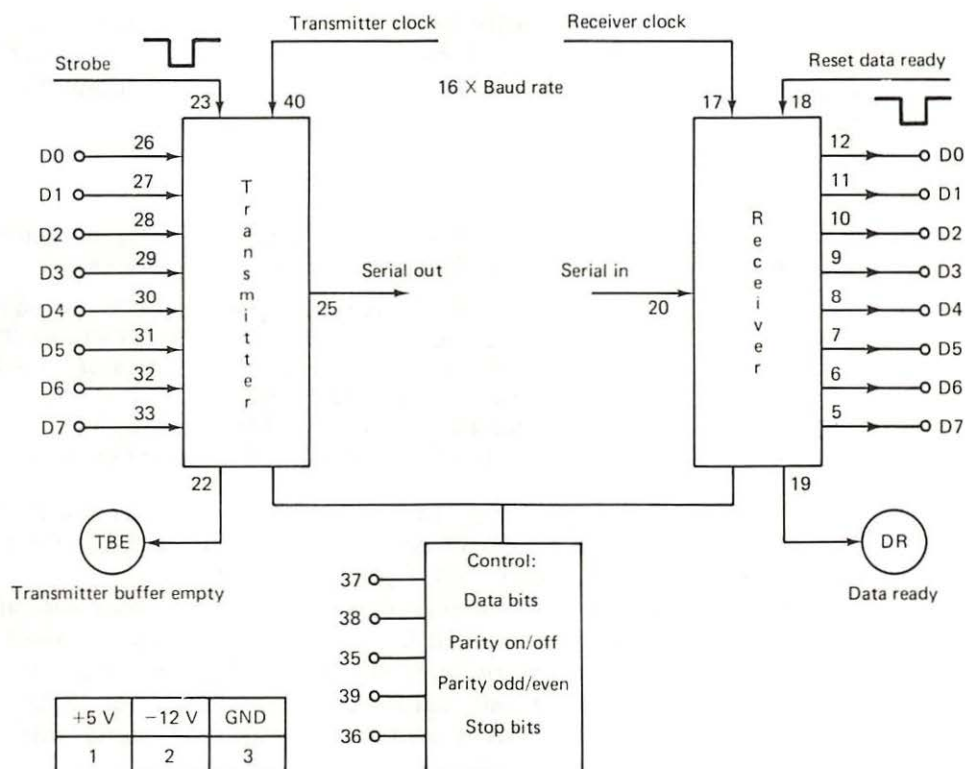 Transmitter clock
Receiver clock
Strobe
Reset data ready
16 X Baud rate
23
40
17
18
D0
26
D1
27
D2
28
D3
29
D4
30
D5
31
D6
32
D7
33
Transmitter
Serial out
25
Serial in
20
Receiver
12
D0
11
D1
10
D2
9
D3
8
D4
7
D5
6
D6
5
D7
22
19
TBE
Transmitter buffer empty
DR
Data ready
Control:
37
Data bits
38
Parity on/off
35
Parity odd/even
39
Stop bits
36
+5 V −12 V GND
1 2 3